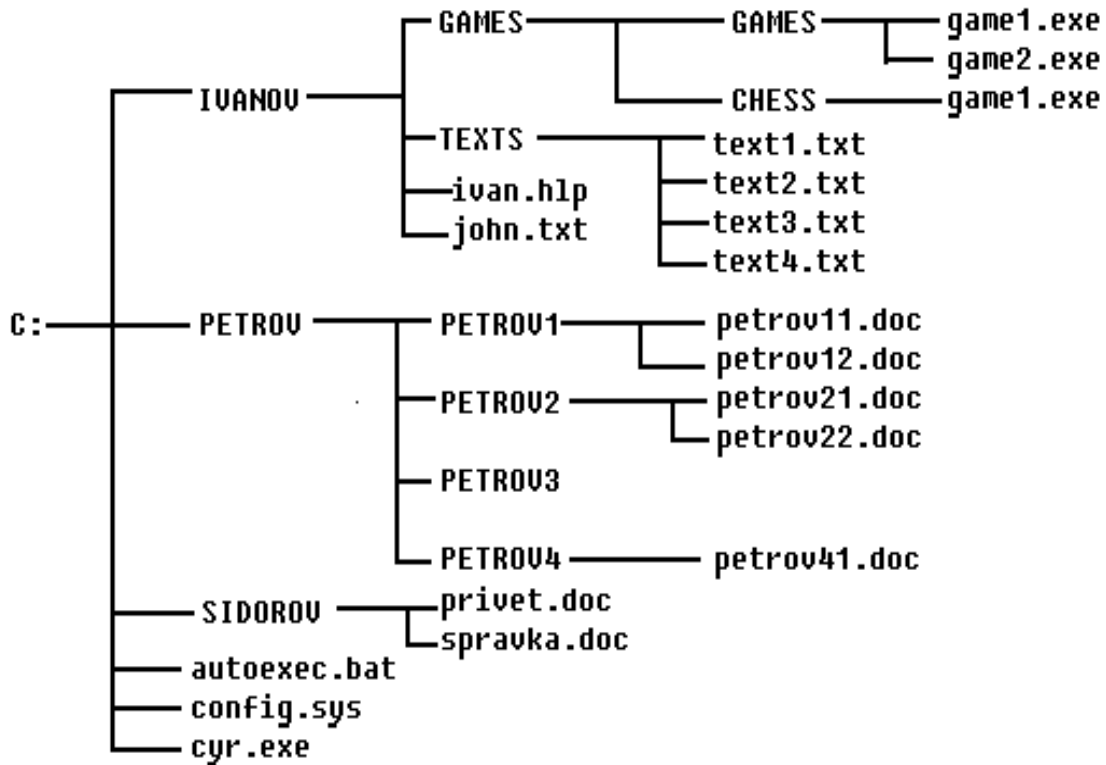 GAMES GAMES game1.exe
game2.exe
IVANOV CHESS game1.exe
TEXTS text1.txt
ivan.hlp text2.txt
john.txt text3.txt
text4.txt
C: PETROV PETROV1 petrov11.doc
petrov12.doc
PETROV2 petrov21.doc
petrov22.doc
PETROV3
PETROV4 petrov41.doc
SIDOROV privet.doc
spravka.doc
autoexec.bat
config.sys
cyr.exe